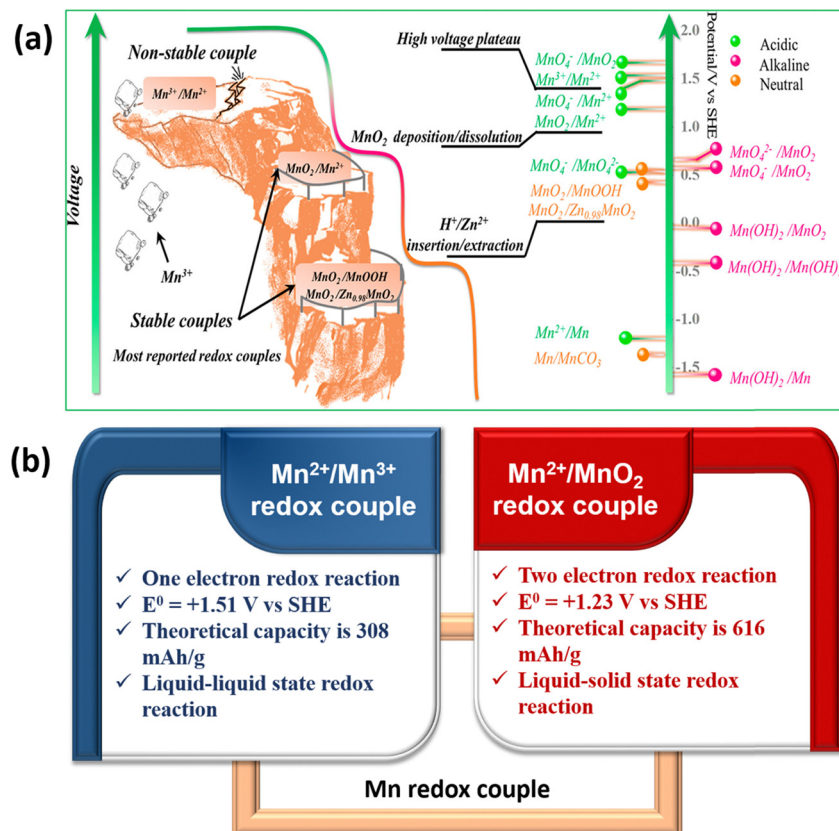 (a)
Non-stable couple
Mn³⁺/Mn²⁺
MnO₂/Mn²⁺
MnO₂/MnOOH
MnO₂/Zn₀.₉₈MnO₂
Mn³⁺
Stable couples
Most reported redox couples
Voltage
High voltage plateau
MnO₂ deposition/dissolution
H⁺/Zn²⁺
insertion/extraction
MnO₄⁻/MnO₂
Mn³⁺/Mn²⁺
MnO₄⁻/Mn²⁺
MnO₂/Mn²⁺
MnO₄⁻/MnO₄²⁻
MnO₂/MnOOH
MnO₂/Zn₀.₉₈MnO₂
Mn²⁺/Mn
Mn/MnCO₃
2.0
1.5
1.0
0.5
0.0
-0.5
-1.0
-1.5
Potential/V vs SHE
Acidic
Alkaline
Neutral
MnO₄²⁻/MnO₂
MnO₄⁻/MnO₂
Mn(OH)₂/MnO₂
Mn(OH)₂/Mn(OH)
Mn(OH)₂/Mn
(b)
Mn²⁺/Mn³⁺
redox couple
✓ One electron redox reaction
✓ E⁰ = +1.51 V vs SHE
✓ Theoretical capacity is 308
mAh/g
✓ Liquid-liquid state redox
reaction
Mn²⁺/MnO₂
redox couple
✓ Two electron redox reaction
✓ E⁰ = +1.23 V vs SHE
✓ Theoretical capacity is 616
mAh/g
✓ Liquid-solid state redox
reaction
Mn redox couple